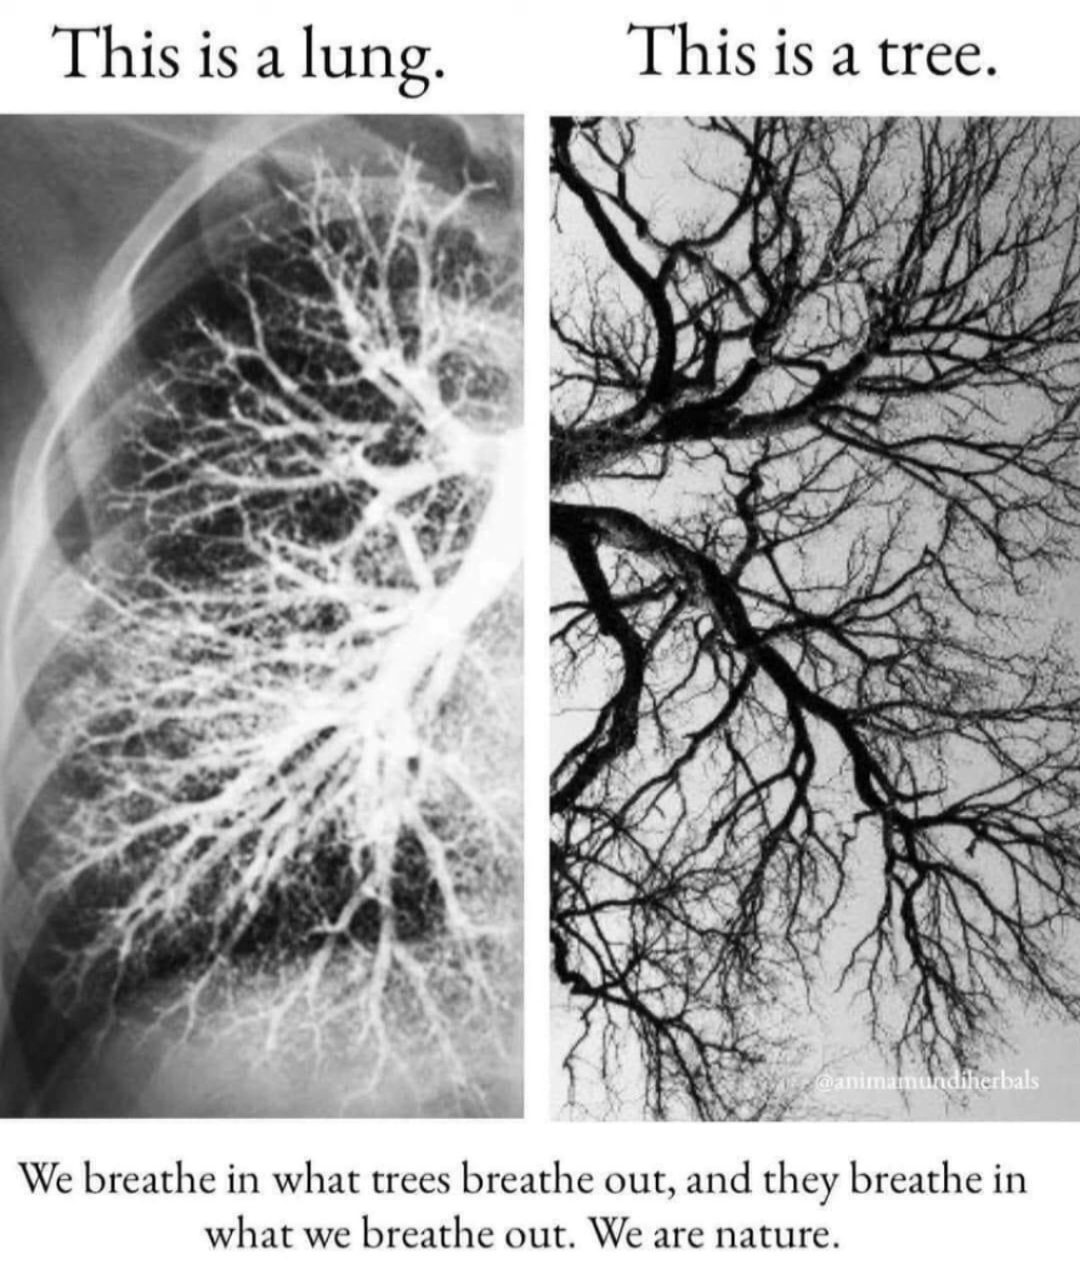 This is a lung.
This is a tree.
@animamundiherbals
We breathe in what trees breathe out, and they breathe in
what we breathe out. We are nature.